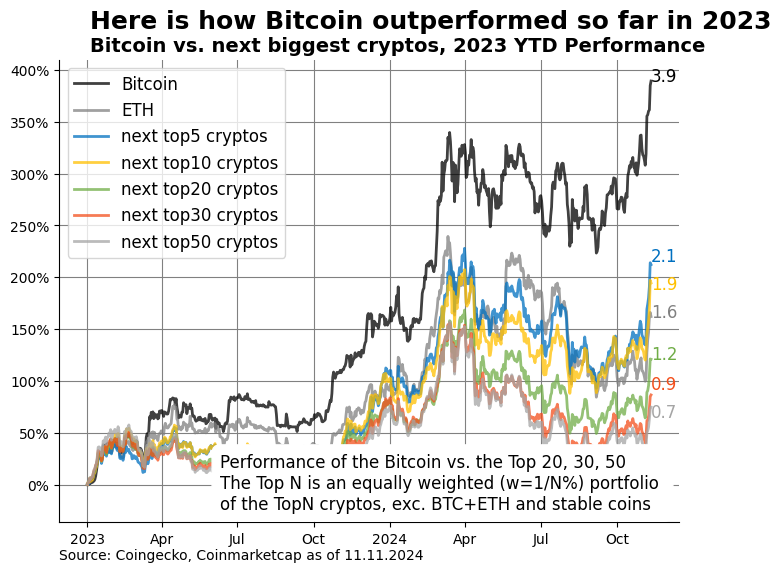 Here is how Bitcoin outperformed so far in 2023
Bitcoin vs. next biggest cryptos, 2023 YTD Performance
400%
350%
300%
250%
200%
150%
100%
50%
0%
Bitcoin
ETH
next top5 cryptos
next top10 cryptos
next top20 cryptos
next top30 cryptos
next top50 cryptos
3.9
2.1
1.9
1.6
1.2
0.9
0.7
Performance of the Bitcoin vs. the Top 20, 30, 50
The Top N is an equally weighted (w=1/N%) portfolio
of the TopN cryptos, exc. BTC+ETH and stable coins
2023 Apr Jul Oct 2024 Apr Jul Oct
Source: Coingecko, Coinmarketcap as of 11.11.2024